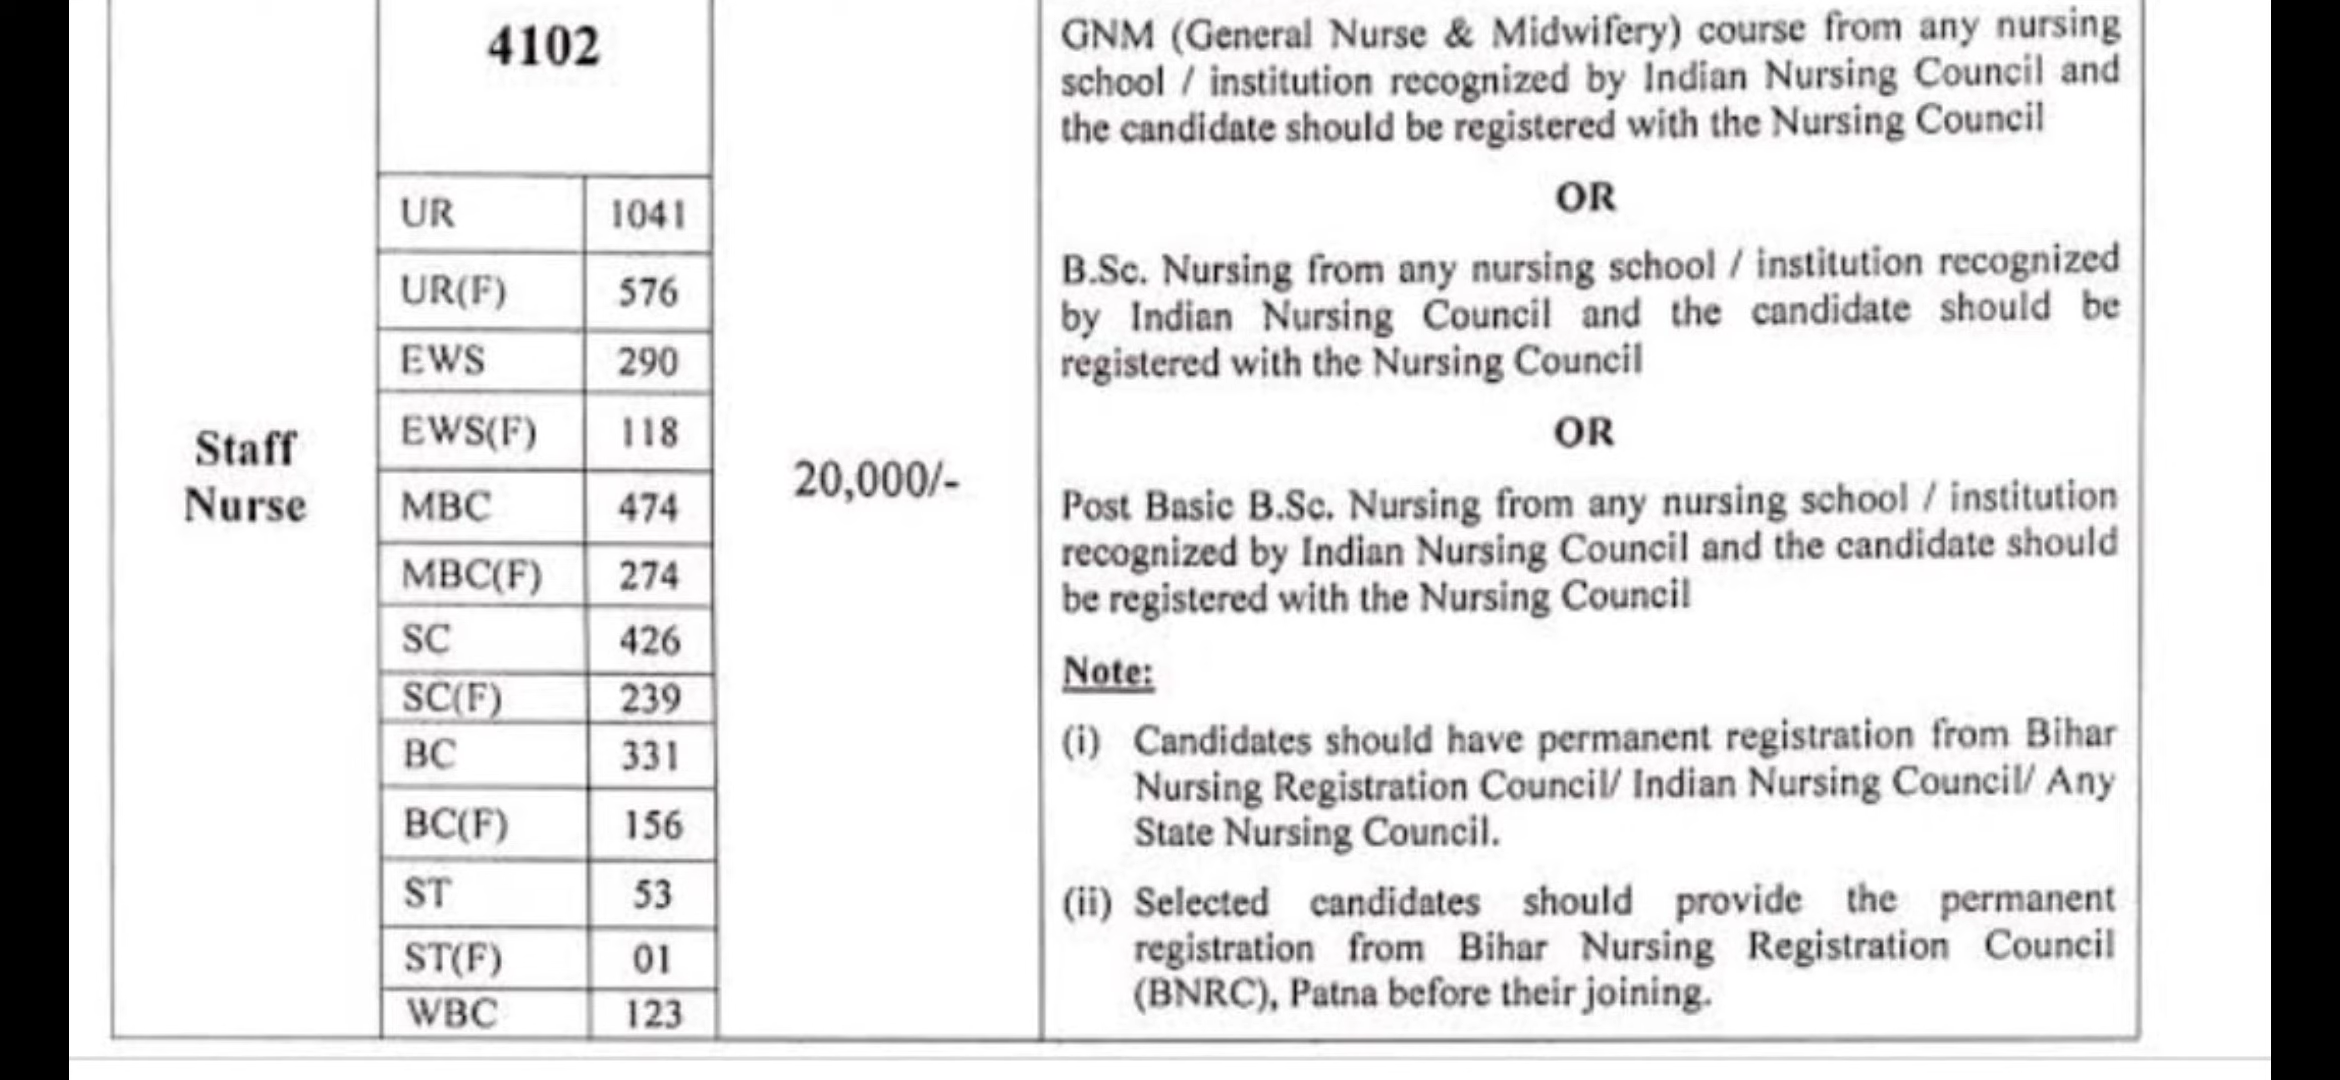 4102
GNM (General Nurse & Midwifery) course from any nursing
school / institution recognized by Indian Nursing Council and
the candidate should be registered with the Nursing Council
OR
B.Sc. Nursing from any nursing school / institution recognized
by Indian Nursing Council and the candidate should be
registered with the Nursing Council
OR
Post Basic B.Sc. Nursing from any nursing school / institution
recognized by Indian Nursing Council and the candidate should
be registered with the Nursing Council
Note:
(i) Candidates should have permanent registration from Bihar
Nursing Registration Council/ Indian Nursing Council/ Any
State Nursing Council.
(ii) Selected candidates should provide the permanent
registration from Bihar Nursing Registration Council
(BNRC), Patna before their joining.
Staff
Nurse
UR 1041
UR(F) 576
EWS 290
EWS(F) 118
MBC 474
MBC(F) 274
SC 426
SC(F) 239
BC 331
BC(F) 156
ST 53
ST(F) 01
WBC 123
20,000/-